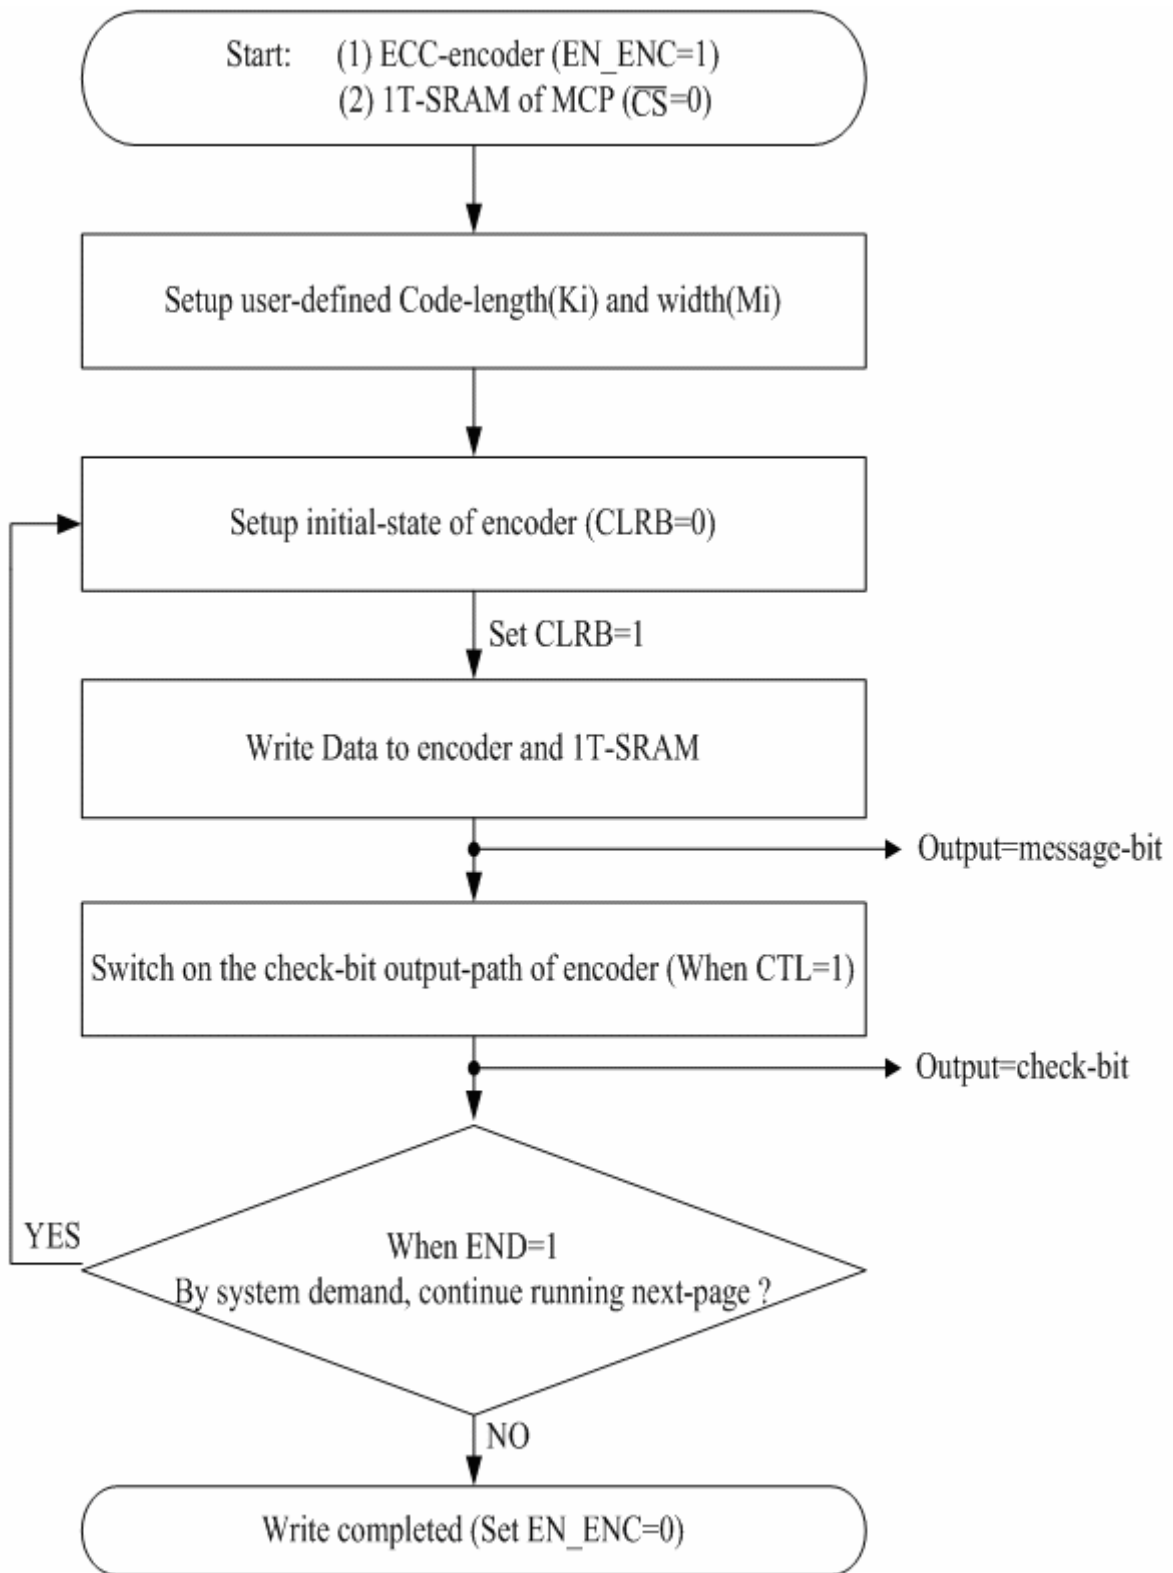 Start: (1) ECC-encoder (EN_ENC=1)
(2) 1T-SRAM of MCP (C̅S̅=0)
Setup user-defined Code-length(Ki) and width(Mi)
Setup initial-state of encoder (CLRB=0)
Set CLRB=1
Write Data to encoder and 1T-SRAM
Output=message-bit
Switch on the check-bit output-path of encoder (When CTL=1)
Output=check-bit
YES
When END=1
By system demand, continue running next-page ?
NO
Write completed (Set EN_ENC=0)